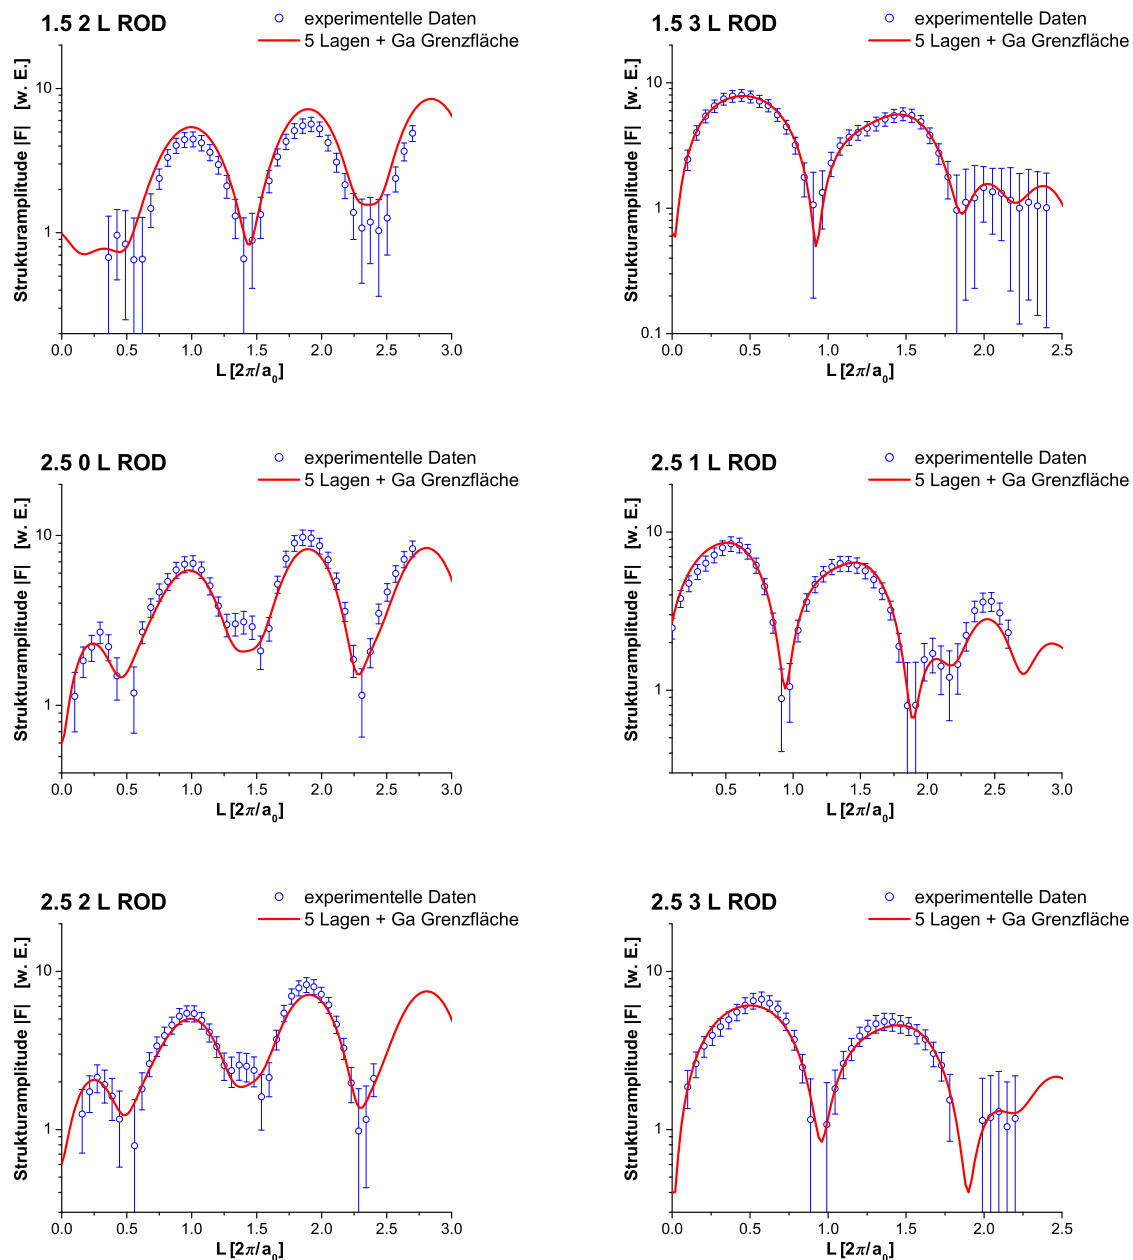 1.5 2 L ROD
experimentelle Daten
5 Lagen + Ga Grenzfläche
Strukturamplitude |F| [w. E.]
10
1
0.0 0.5 1.0 1.5 2.0 2.5 3.0
L [2π/a₀]
1.5 3 L ROD
experimentelle Daten
5 Lagen + Ga Grenzfläche
Strukturamplitude |F| [w. E.]
10
1
0.1
0.0 0.5 1.0 1.5 2.0 2.5
L [2π/a₀]
2.5 0 L ROD
experimentelle Daten
5 Lagen + Ga Grenzfläche
Strukturamplitude |F| [w. E.]
10
1
0.0 0.5 1.0 1.5 2.0 2.5 3.0
L [2π/a₀]
2.5 1 L ROD
experimentelle Daten
5 Lagen + Ga Grenzfläche
Strukturamplitude |F| [w. E.]
10
1
0.5 1.0 1.5 2.0 2.5 3.0
L [2π/a₀]
2.5 2 L ROD
experimentelle Daten
5 Lagen + Ga Grenzfläche
Strukturamplitude |F| [w. E.]
10
1
0.0 0.5 1.0 1.5 2.0 2.5 3.0
L [2π/a₀]
2.5 3 L ROD
experimentelle Daten
5 Lagen + Ga Grenzfläche
Strukturamplitude |F| [w. E.]
10
1
0.0 0.5 1.0 1.5 2.0 2.5
L [2π/a₀]